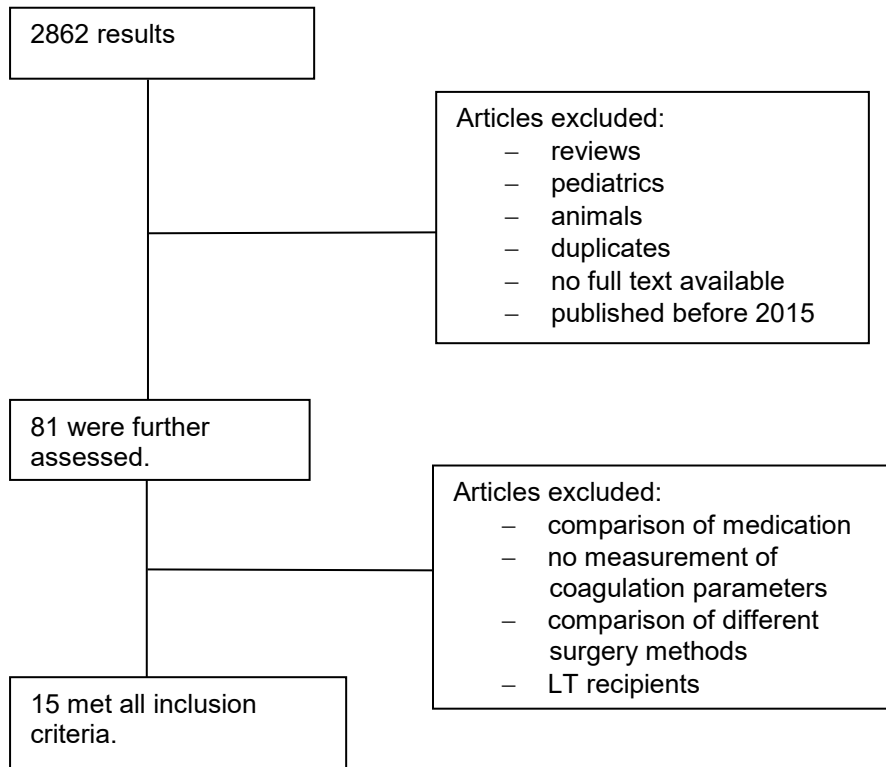 2862 results
Articles excluded:
– reviews
– pediatrics
– animals
– duplicates
– no full text available
– published before 2015
81 were further
assessed.
Articles excluded:
– comparison of medication
– no measurement of
coagulation parameters
– comparison of different
surgery methods
– LT recipients
15 met all inclusion
criteria.